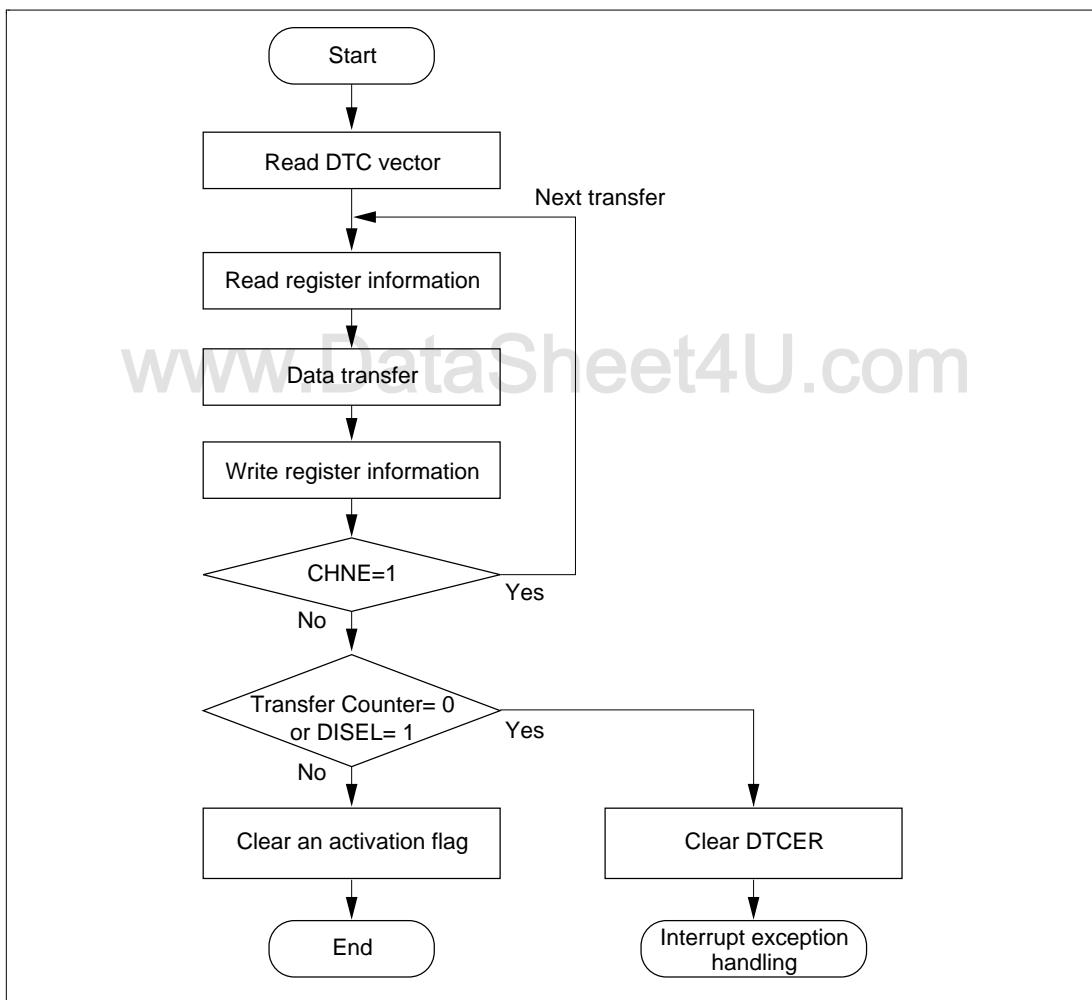 Start
Read DTC vector
Next transfer
Read register information
www.DataSheet4U.com
Data transfer
Write register information
CHNE=1
Yes
No
Transfer Counter= 0
or DISEL= 1
Yes
No
Clear an activation flag
Clear DTCER
End
Interrupt exception
handling